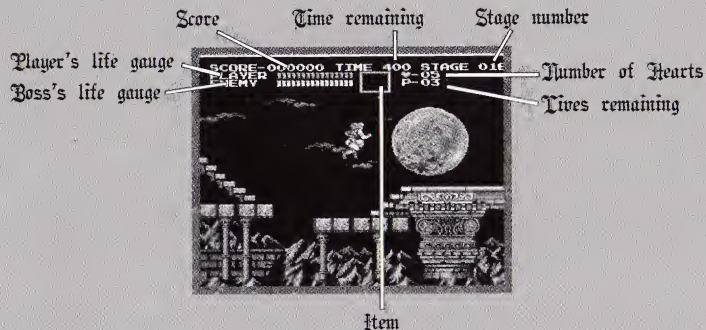 Score
Time remaining
Stage number
Player's life gauge
Boss's life gauge
SCORE-000000 TIME 400 STAGE 01
PLAYER
-05
ENEMY
P-03
Number of Hearts
Lives remaining
Item